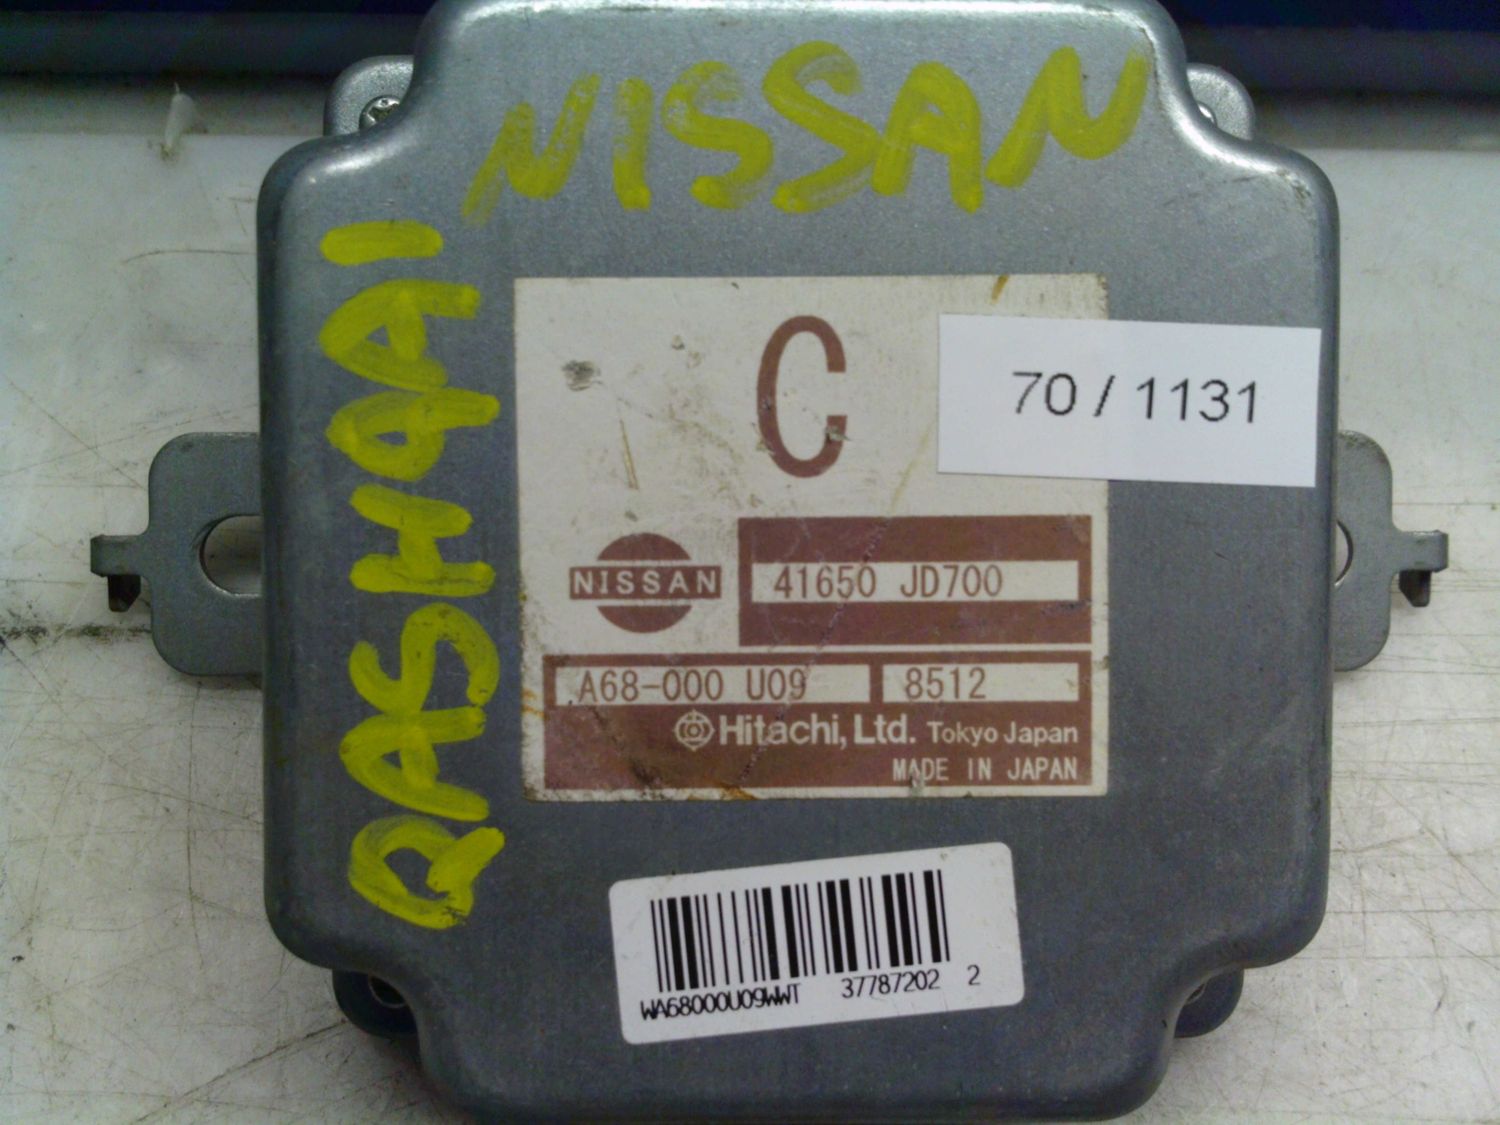 NISSAN
QASHQAI
C
70 / 1131
NISSAN
41650 JD700
A68-000 U09
8512
Hitachi, Ltd. Tokyo Japan
MADE IN JAPAN
WA68000U09WWT 37787202 2